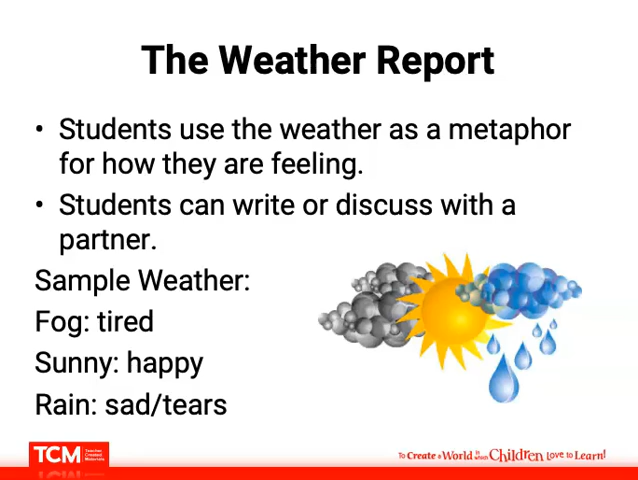 The Weather Report
• Students use the weather as a metaphor
for how they are feeling.
• Students can write or discuss with a
partner.
Sample Weather:
Fog: tired
Sunny: happy
Rain: sad/tears
TCM Teacher
Created
Materials
To Create a World in which Children Love to Learn!